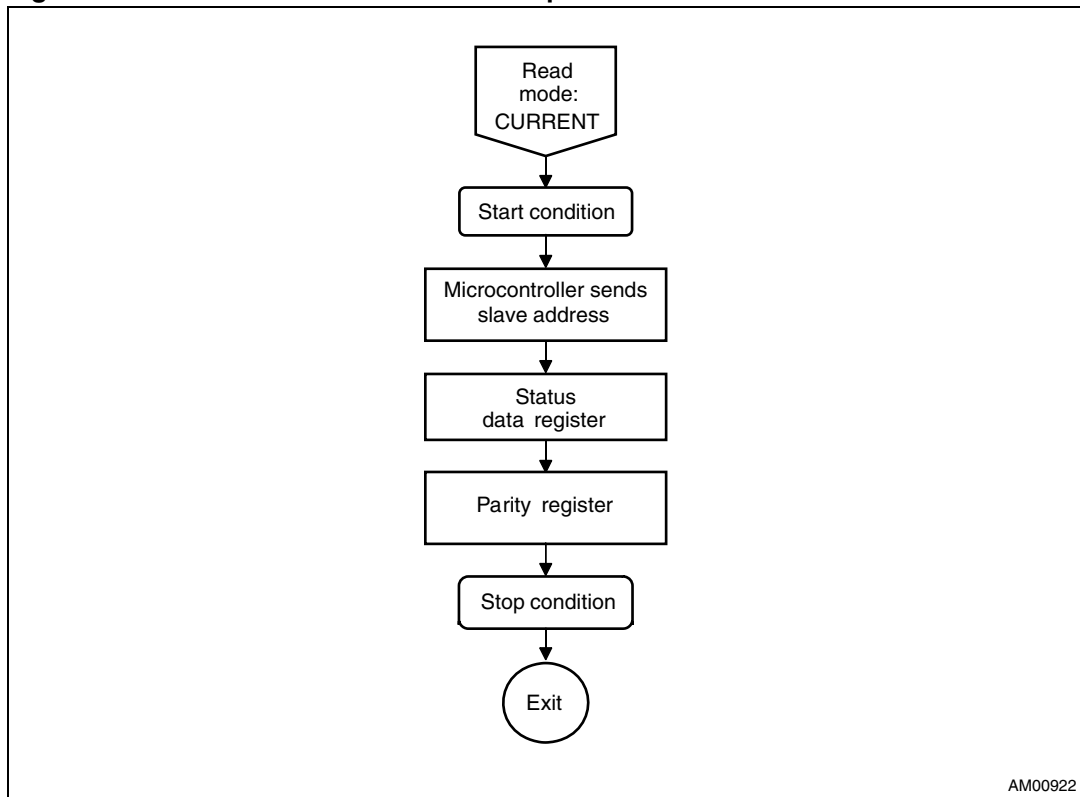 Read
mode:
CURRENT
Start condition
Microcontroller sends
slave address
Status
data register
Parity register
Stop condition
Exit
AM00922